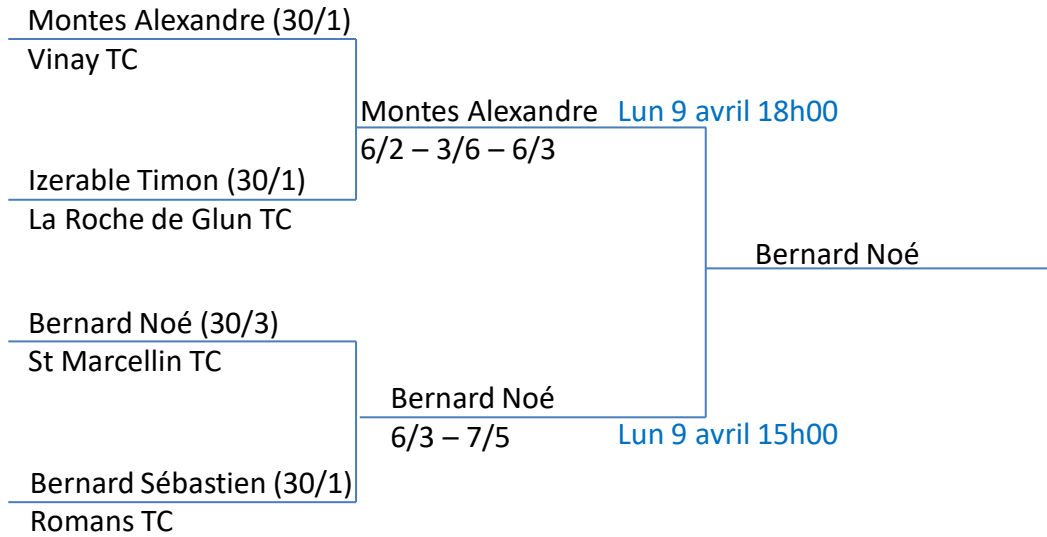 Montes Alexandre (30/1)
Vinay TC
Montes Alexandre Lun 9 avril 18h00
6/2 – 3/6 – 6/3
Izerable Timon (30/1)
La Roche de Glun TC
Bernard Noé
Bernard Noé (30/3)
St Marcellin TC
Bernard Noé
6/3 – 7/5 Lun 9 avril 15h00
Bernard Sébastien (30/1)
Romans TC